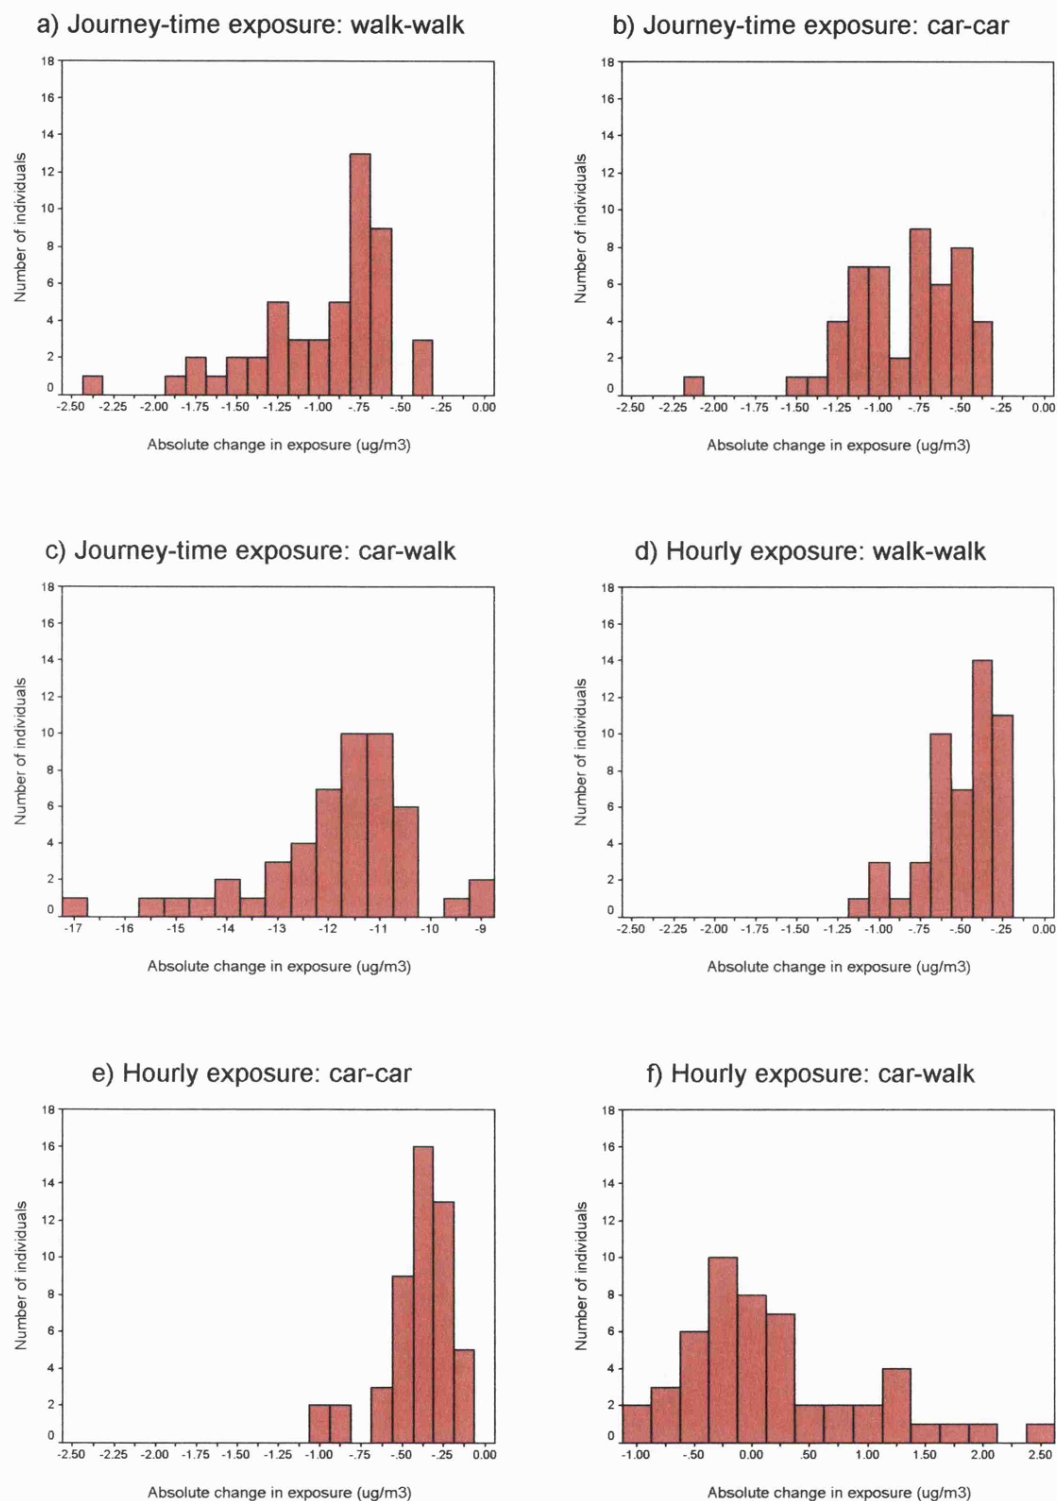 a) Journey-time exposure: walk-walk
18
16
14
12
10
8
6
4
2
0
Number of individuals
-2.50 -2.25 -2.00 -1.75 -1.50 -1.25 -1.00 -.75 -.50 -.25 0.00
Absolute change in exposure (ug/m3)
b) Journey-time exposure: car-car
18
16
14
12
10
8
6
4
2
0
Number of individuals
-2.50 -2.25 -2.00 -1.75 -1.50 -1.25 -1.00 -.75 -.50 -.25 0.00
Absolute change in exposure (ug/m3)
c) Journey-time exposure: car-walk
18
16
14
12
10
8
6
4
2
0
Number of individuals
-17 -16 -15 -14 -13 -12 -11 -10 -9
Absolute change in exposure (ug/m3)
d) Hourly exposure: walk-walk
18
16
14
12
10
8
6
4
2
0
Number of individuals
-2.50 -2.25 -2.00 -1.75 -1.50 -1.25 -1.00 -.75 -.50 -.25 0.00
Absolute change in exposure (ug/m3)
e) Hourly exposure: car-car
18
16
14
12
10
8
6
4
2
0
Number of individuals
-2.50 -2.25 -2.00 -1.75 -1.50 -1.25 -1.00 -.75 -.50 -.25 0.00
Absolute change in exposure (ug/m3)
f) Hourly exposure: car-walk
18
16
14
12
10
8
6
4
2
0
Number of individuals
-1.00 -.50 0.00 .50 1.00 1.50 2.00 2.50
Absolute change in exposure (ug/m3)